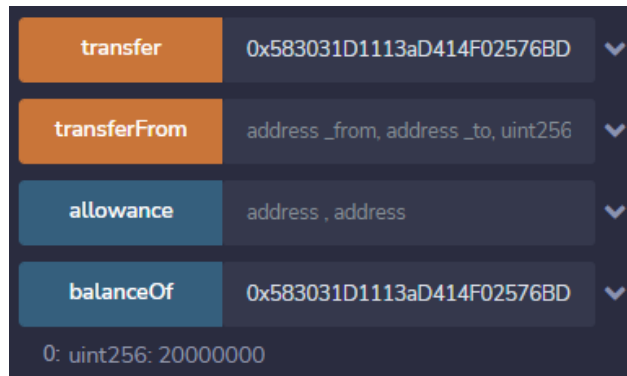 transfer 0x583031D1113aD414F02576BD
transferFrom address _from, address _to, uint256
allowance address , address
balanceOf 0x583031D1113aD414F02576BD
0: uint256: 20000000